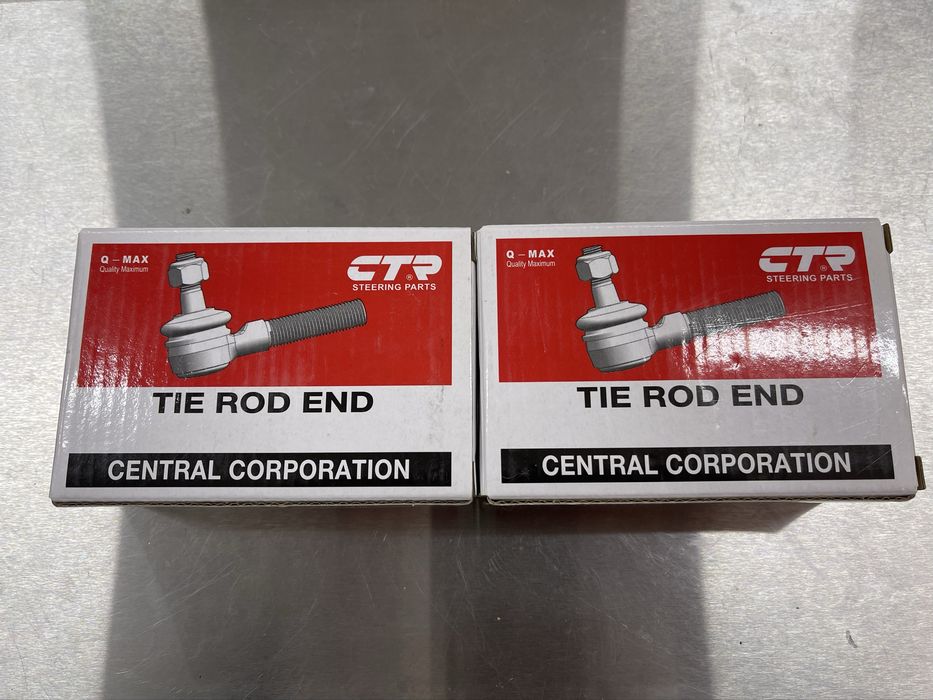 Q – MAX
Quality Maximum
CTR
®
STEERING PARTS
TIE ROD END
CENTRAL CORPORATION
Q – MAX
Quality Maximum
CTR
®
STEERING PARTS
TIE ROD END
CENTRAL CORPORATION